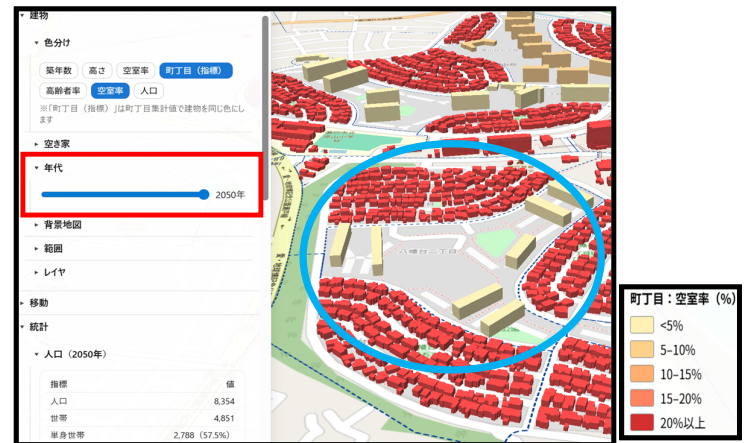 建物
色分け
築年数 高さ 空室率 町丁目（指標）
高齢者率 空室率 人口
※「町丁目（指標）」は町丁目集計値で建物を同じ色にし
ます
空き家
年代
2050年
背景地図
範囲
レイヤ
移動
統計
人口（2050年）
指標 値
人口 8,354
世帯 4,851
単身世帯 2,788（57.5%）
町丁目：空室率（%）
<5%
5–10%
10–15%
15–20%
20%以上